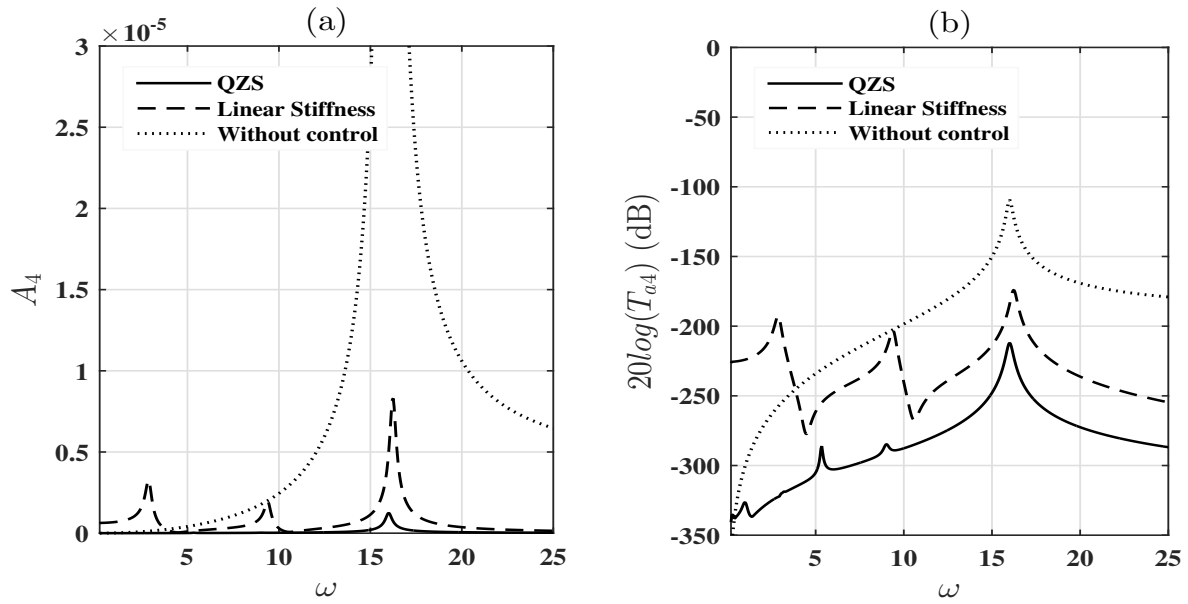 (a)
× 10⁻⁵
3
2.5
2
1.5
1
0.5
0
A₄
QZS
Linear Stiffness
Without control
5
10
15
20
25
ω
(b)
0
-50
-100
-150
-200
-250
-300
-350
20log(Tₐ₄) (dB)
QZS
Linear Stiffness
Without control
5
10
15
20
25
ω